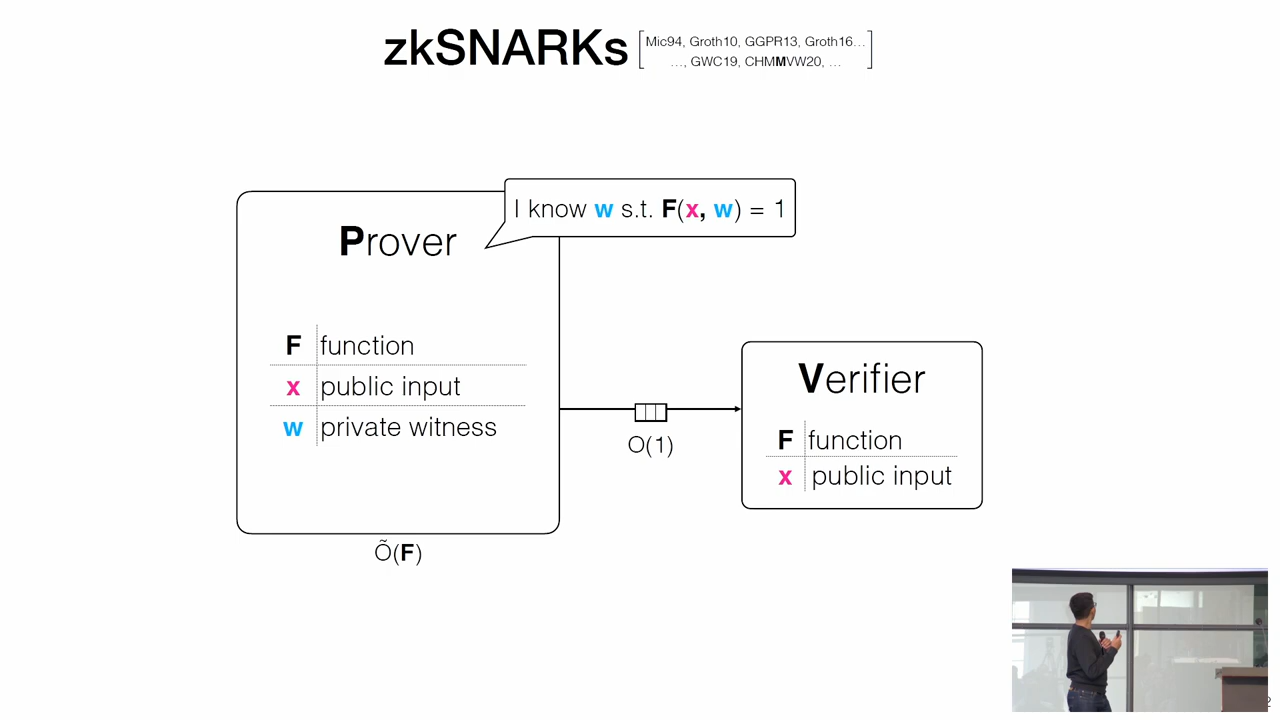 zkSNARKs
Mic94, Groth10, GGPR13, Groth16…
…, GWC19, CHMMVW20, …
I know w s.t. F(x, w) = 1
Prover
F function
x public input
w private witness
Õ(F)
O(1)
Verifier
F function
x public input
2